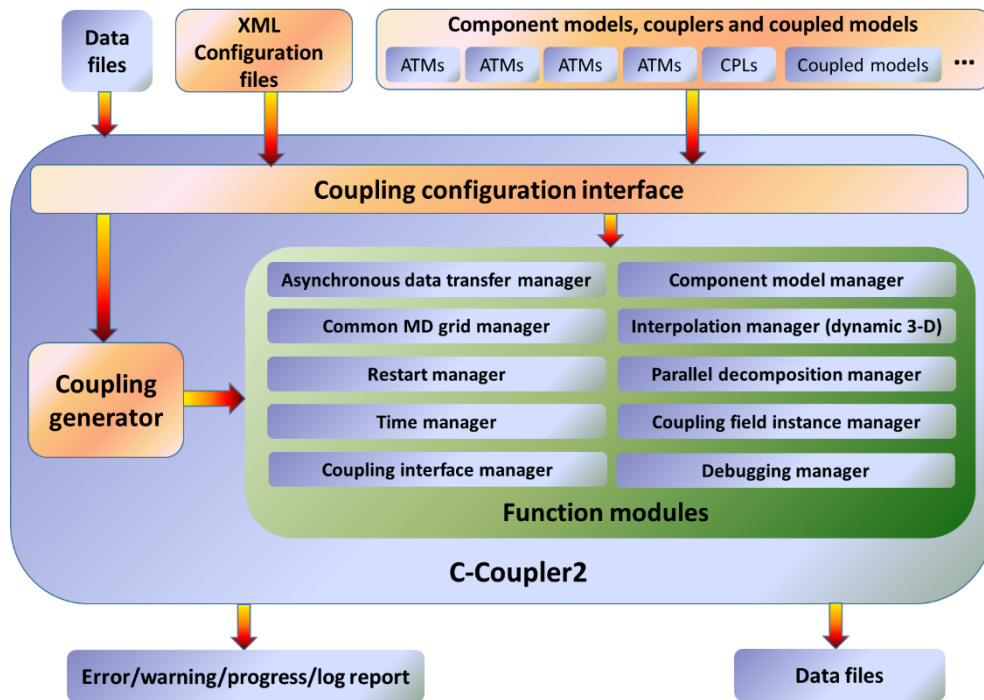 Data
files
XML
Configuration
files
Component models, couplers and coupled models
ATMs
ATMs
ATMs
ATMs
CPLs
Coupled models
...
Coupling configuration interface
Asynchronous data transfer manager
Component model manager
Common MD grid manager
Interpolation manager (dynamic 3-D)
Restart manager
Parallel decomposition manager
Time manager
Coupling field instance manager
Coupling interface manager
Debugging manager
Coupling
generator
Function modules
C-Coupler2
Error/warning/progress/log report
Data files